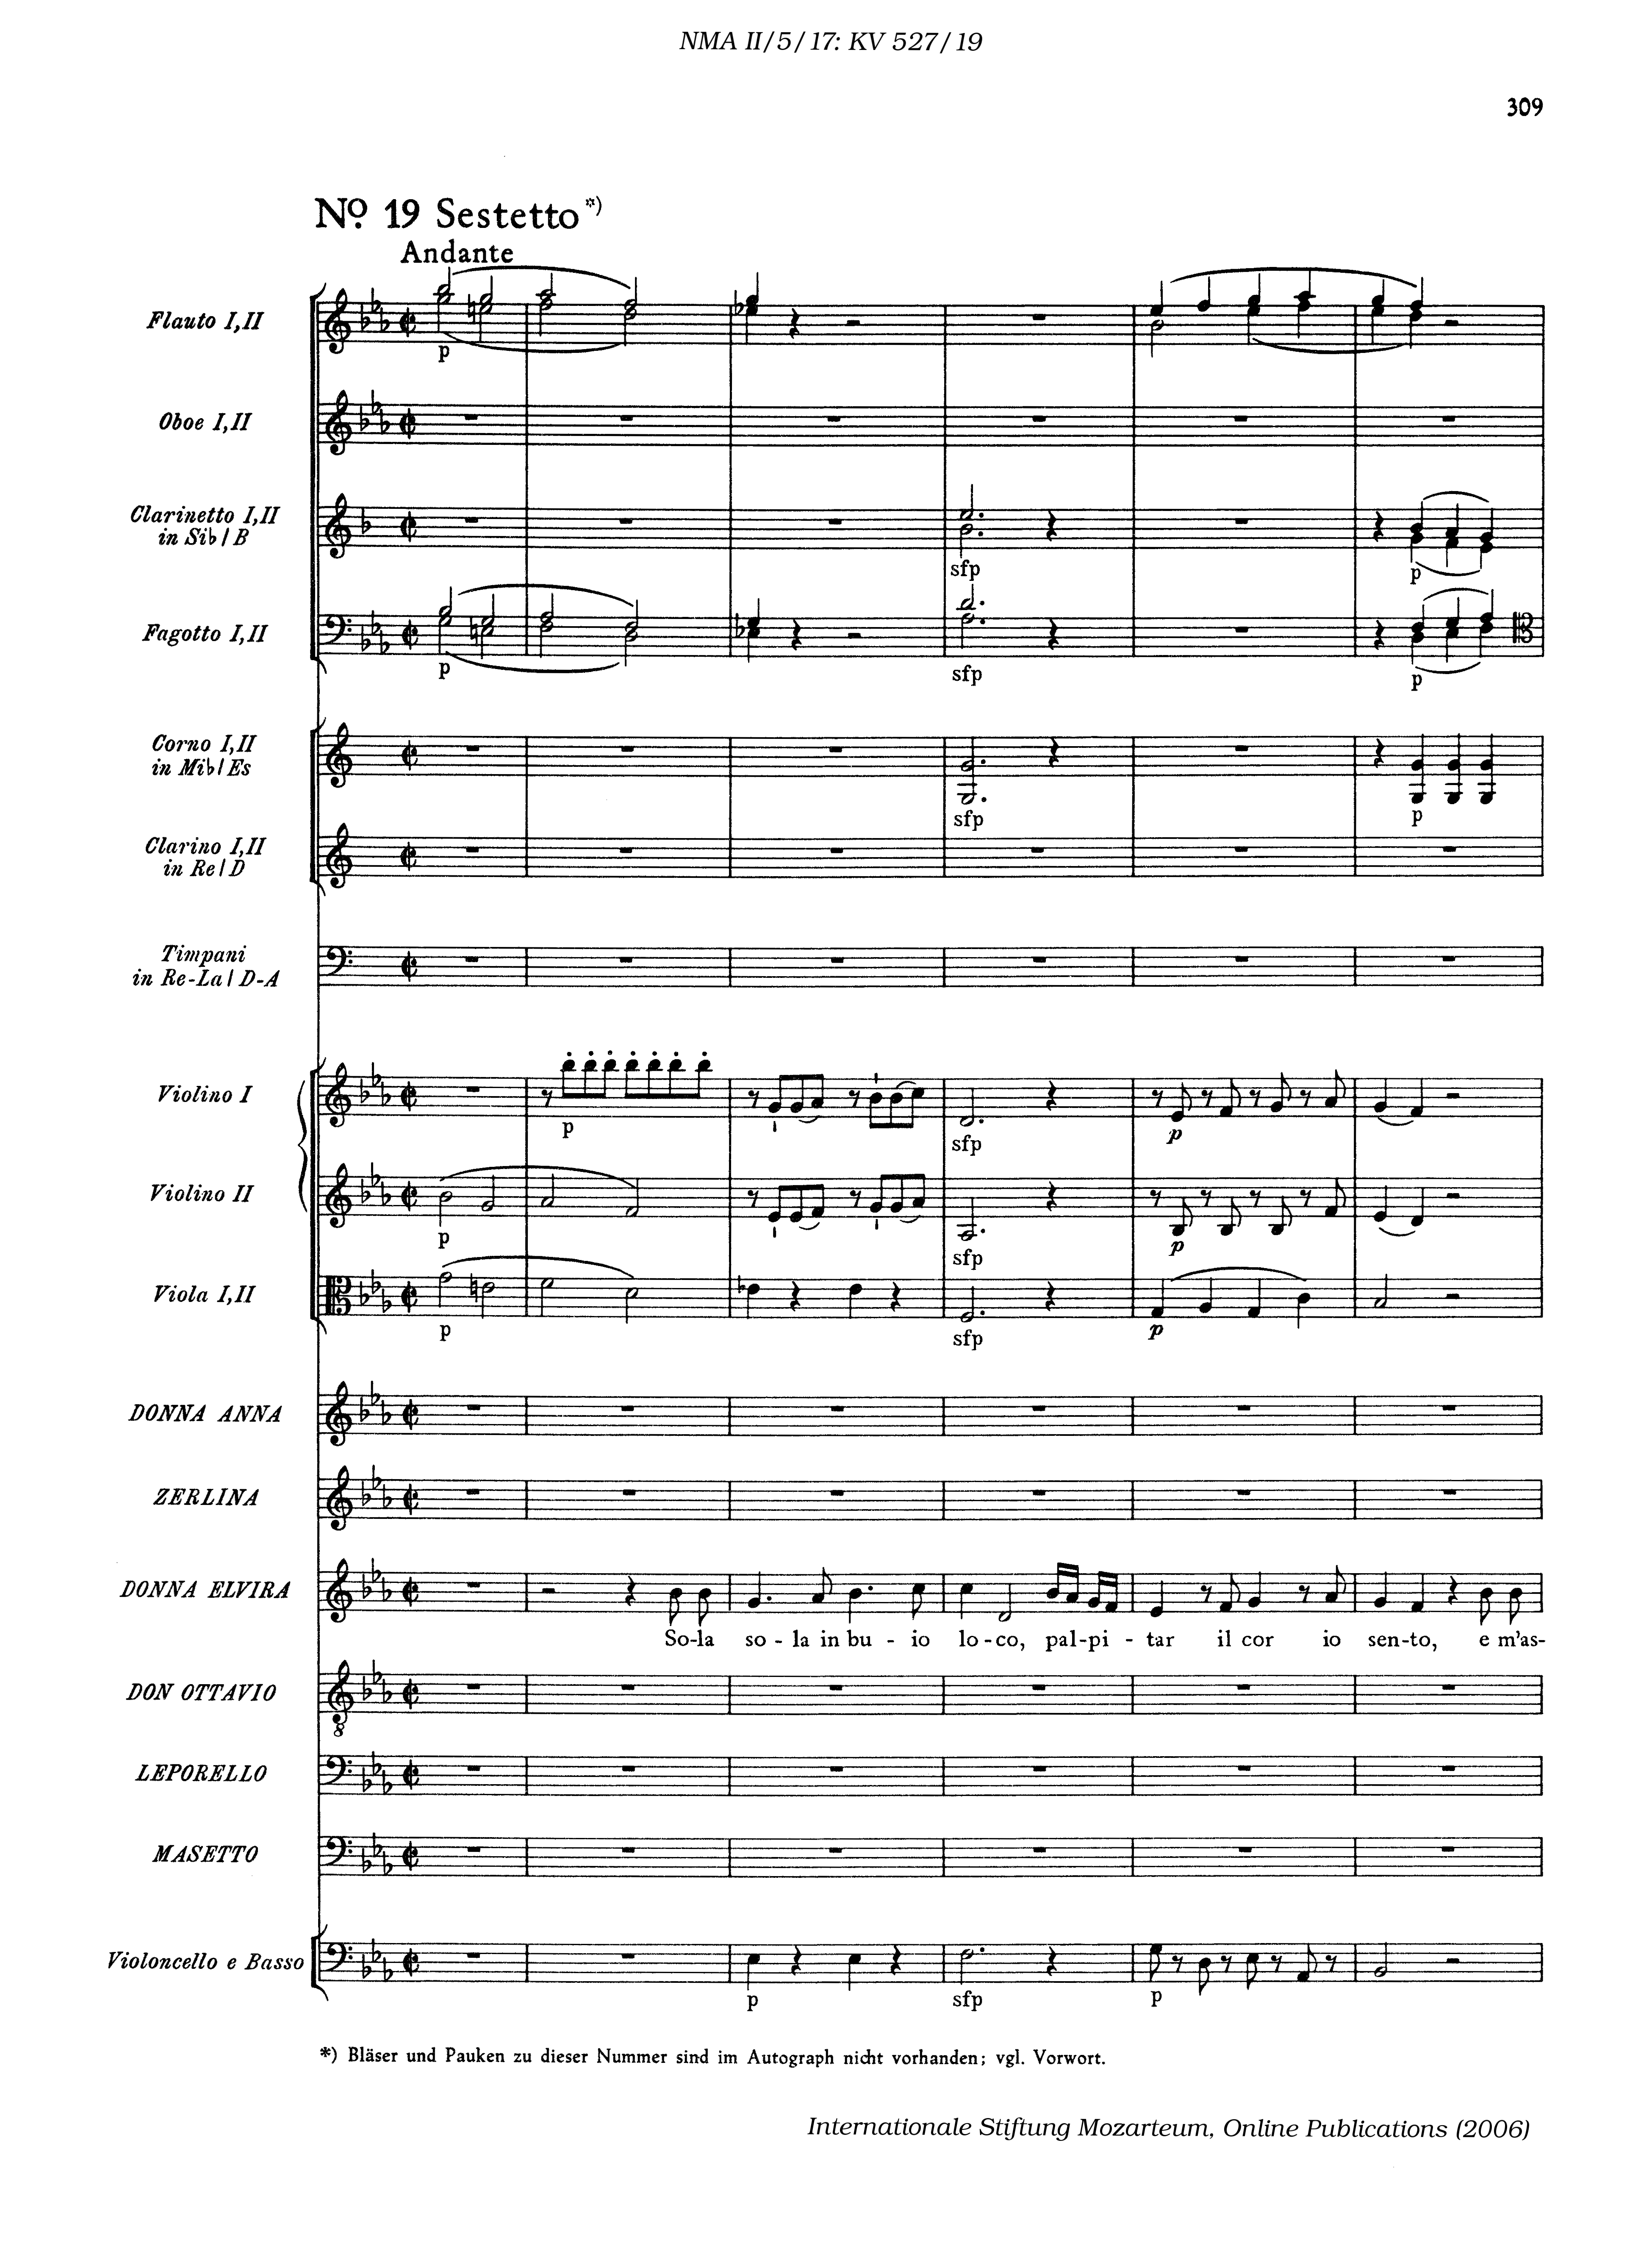 NMA II/5/17: KV 527/19
309
Nº. 19 Sestetto *)
Andante
Flauto I, II
p
Oboe I, II
Clarinetto I, II
in Si♭ / B
sfp
p
Fagotto I, II
p
sfp
p
Corno I, II
in Mi♭ / Es
sfp
p
Clarino I, II
in Re / D
Timpani
in Re-La / D-A
Violino I
p
sfp
p
Violino II
p
sfp
p
Viola I, II
p
sfp
p
DONNA ANNA
ZERLINA
DONNA ELVIRA
So-la so - la in bu - io lo-co, pal-pi - tar il cor io sen-to, e m'as-
DON OTTAVIO
8
LEPORELLO
MASETTO
Violoncello e Basso
p
sfp
p
*) Bläser und Pauken zu dieser Nummer sind im Autograph nicht vorhanden; vgl. Vorwort.
Internationale Stiftung Mozarteum, Online Publications (2006)